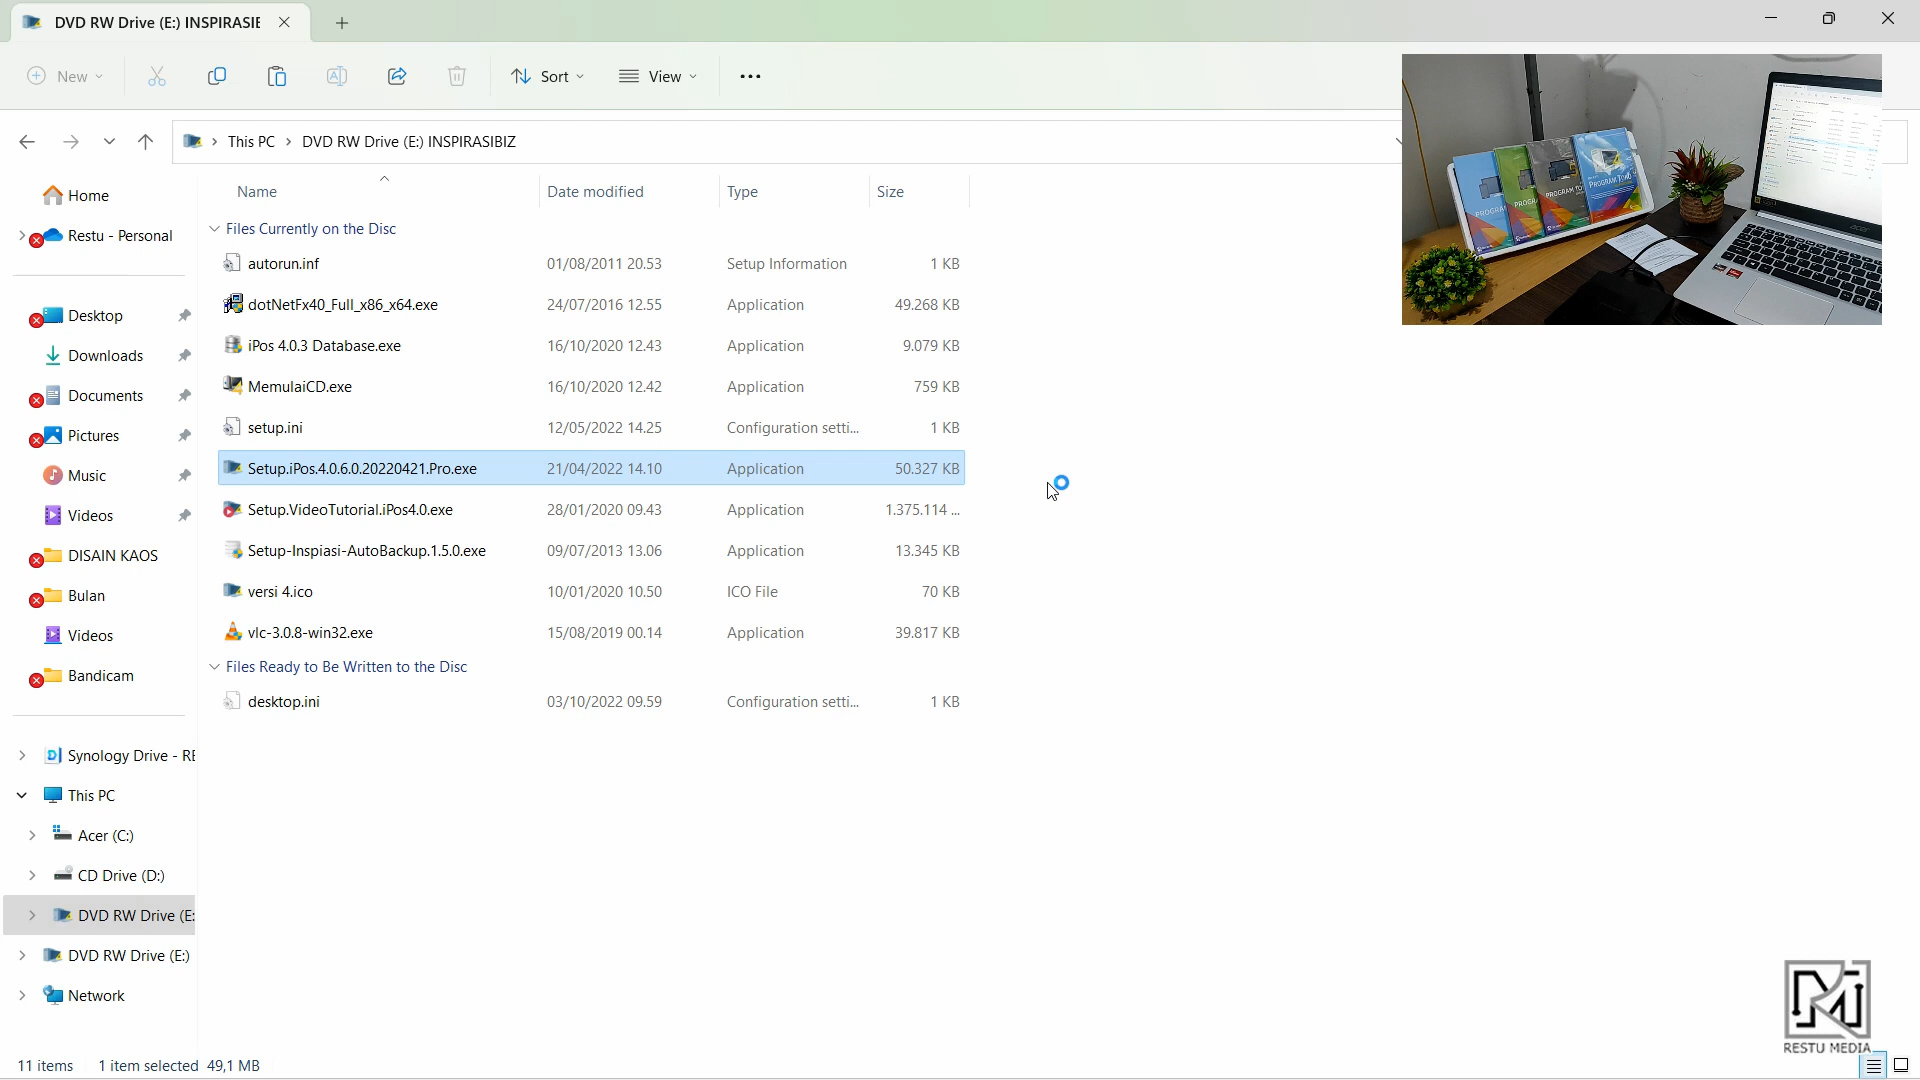 DVD RW Drive (E:) INSPIRASIE
New
Sort
View
This PC
DVD RW Drive (E:) INSPIRASIBIZ
Name
Date modified
Type
Size
Files Currently on the Disc
autorun.inf 01/08/2011 20.53 Setup Information 1 KB
dotNetFx40_Full_x86_x64.exe 24/07/2016 12.55 Application 49.268 KB
iPos 4.0.3 Database.exe 16/10/2020 12.43 Application 9.079 KB
MemulaiCD.exe 16/10/2020 12.42 Application 759 KB
setup.ini 12/05/2022 14.25 Configuration setti... 1 KB
Setup.iPos.4.0.6.0.20220421.Pro.exe 21/04/2022 14.10 Application 50.327 KB
Setup.VideoTutorial.iPos4.0.exe 28/01/2020 09.43 Application 1.375.114 ...
Setup-Inspiasi-AutoBackup.1.5.0.exe 09/07/2013 13.06 Application 13.345 KB
versi 4.ico 10/01/2020 10.50 ICO File 70 KB
vlc-3.0.8-win32.exe 15/08/2019 00.14 Application 39.817 KB
Files Ready to Be Written to the Disc
desktop.ini 03/10/2022 09.59 Configuration setti... 1 KB
Home
Restu - Personal
Desktop
Downloads
Documents
Pictures
Music
Videos
DISAIN KAOS
Bulan
Videos
Bandicam
Synology Drive - RE
This PC
Acer (C:)
CD Drive (D:)
DVD RW Drive (E:
DVD RW Drive (E:)
Network
11 items
1 item selected 49,1 MB
PROGRAM TOKO
acer
RESTU MEDIA